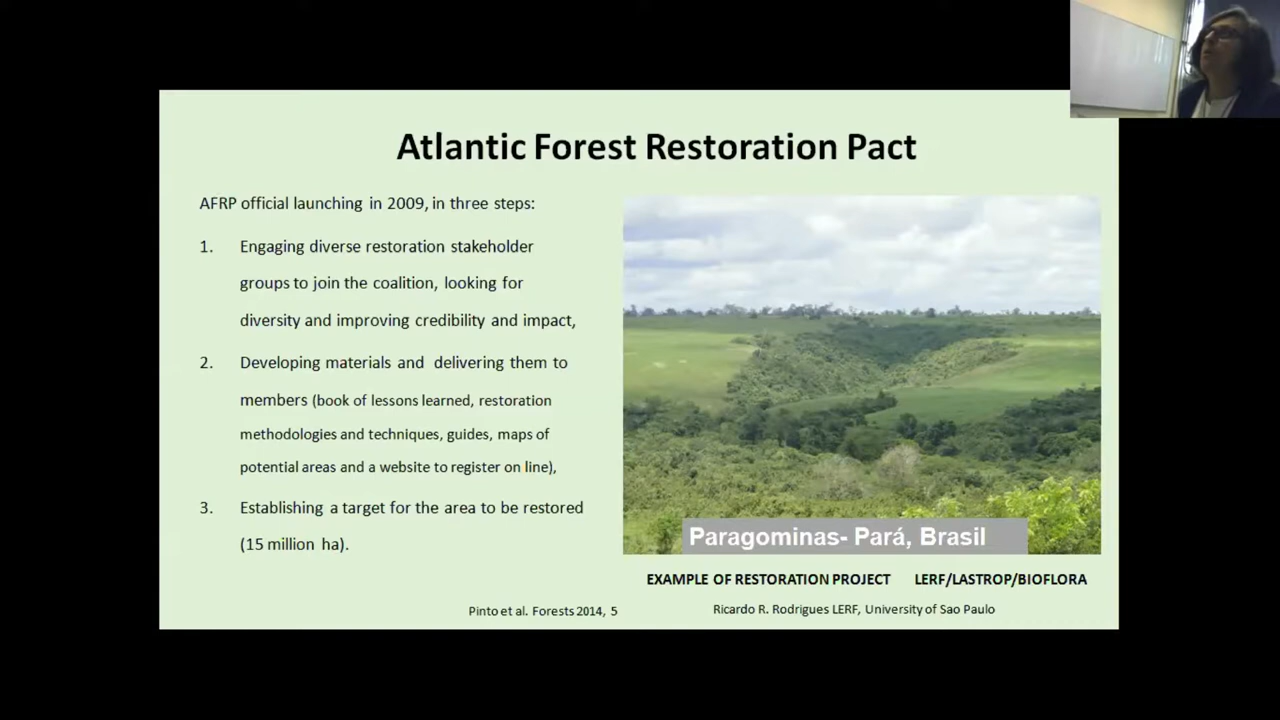 Atlantic Forest Restoration Pact
AFRP official launching in 2009, in three steps:
1. Engaging diverse restoration stakeholder
groups to join the coalition, looking for
diversity and improving credibility and impact,
2. Developing materials and delivering them to
members (book of lessons learned, restoration
methodologies and techniques, guides, maps of
potential areas and a website to register on line),
3. Establishing a target for the area to be restored
(15 million ha).
Paragominas- Pará, Brasil
EXAMPLE OF RESTORATION PROJECT LERF/LASTROP/BIOFLORA
Pinto et al. Forests 2014, 5
Ricardo R. Rodrigues LERF, University of Sao Paulo